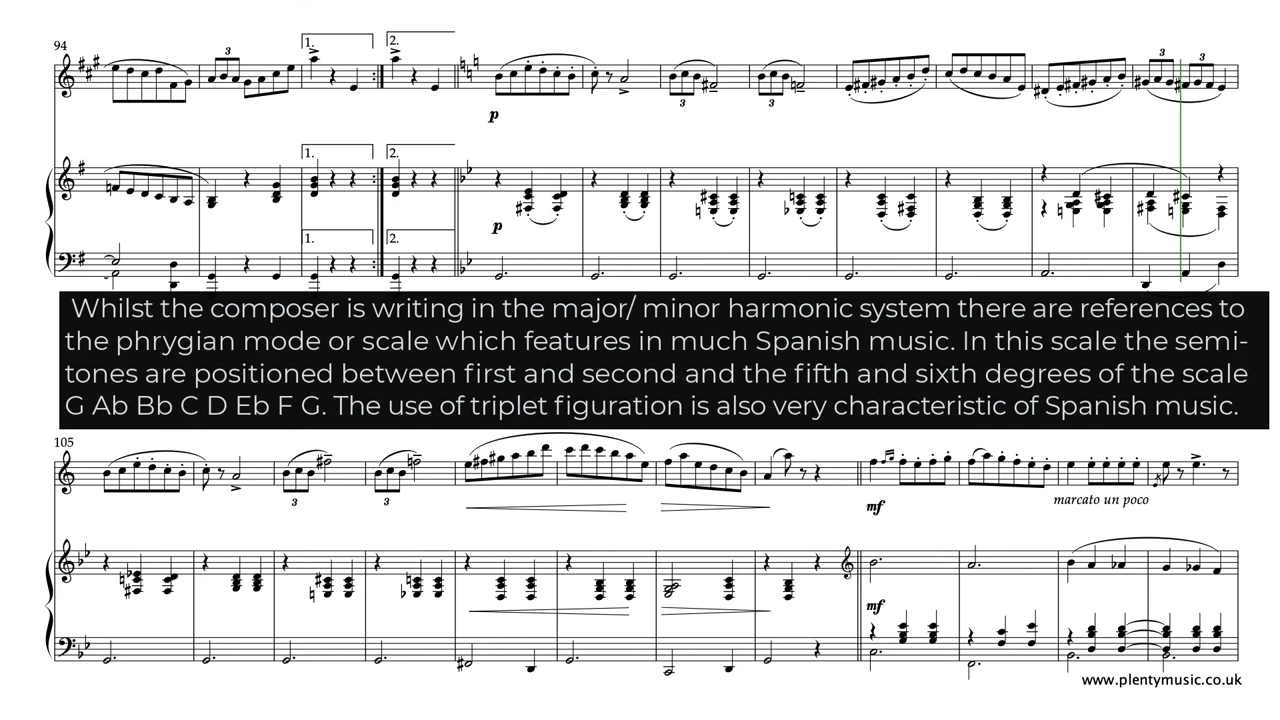 94
3
1.
2.
3
3
3
3
p
1.
2.
p
1.
2.
Whilst the composer is writing in the major/ minor harmonic system there are references to
the phrygian mode or scale which features in much Spanish music. In this scale the semi-
tones are positioned between first and second and the fifth and sixth degrees of the scale
G Ab Bb C D Eb F G. The use of triplet figuration is also very characteristic of Spanish music.
105
3
3
mf
marcato un poco
mf
www.plentymusic.co.uk